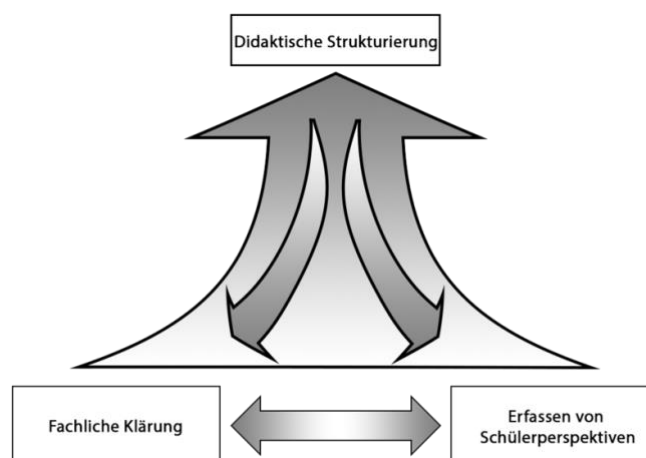 Didaktische Strukturierung
Fachliche Klärung
Erfassen von
Schülerperspektiven